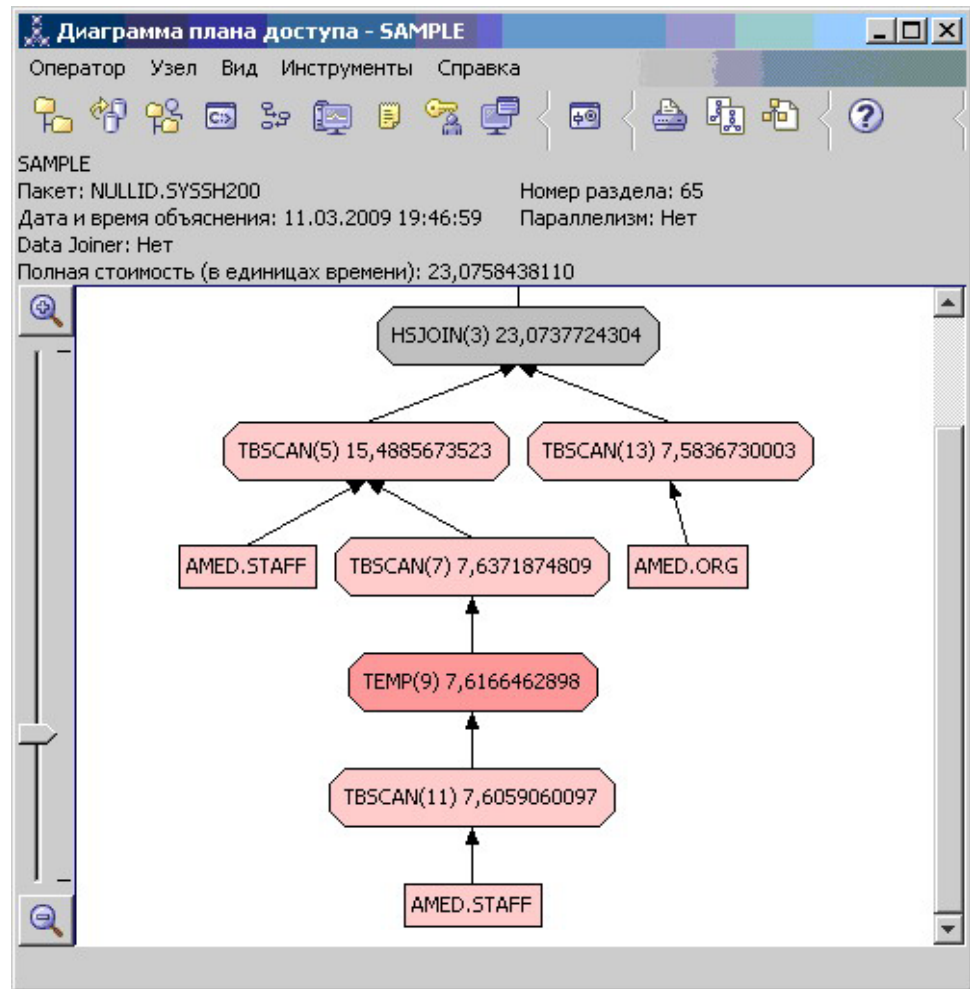 Диаграмма плана доступа - SAMPLE
Оператор Узел Вид Инструменты Справка
SAMPLE
Пакет: NULLID.SYSSH200 Номер раздела: 65
Дата и время объяснения: 11.03.2009 19:46:59 Параллелизм: Нет
Data Joiner: Нет
Полная стоимость (в единицах времени): 23,0758438110
HSJOIN(3) 23,0737724304
TBSCAN(5) 15,4885673523 TBSCAN(13) 7,5836730003
AMED.STAFF TBSCAN(7) 7,6371874809 AMED.ORG
TEMP(9) 7,6166462898
TBSCAN(11) 7,6059060097
AMED.STAFF